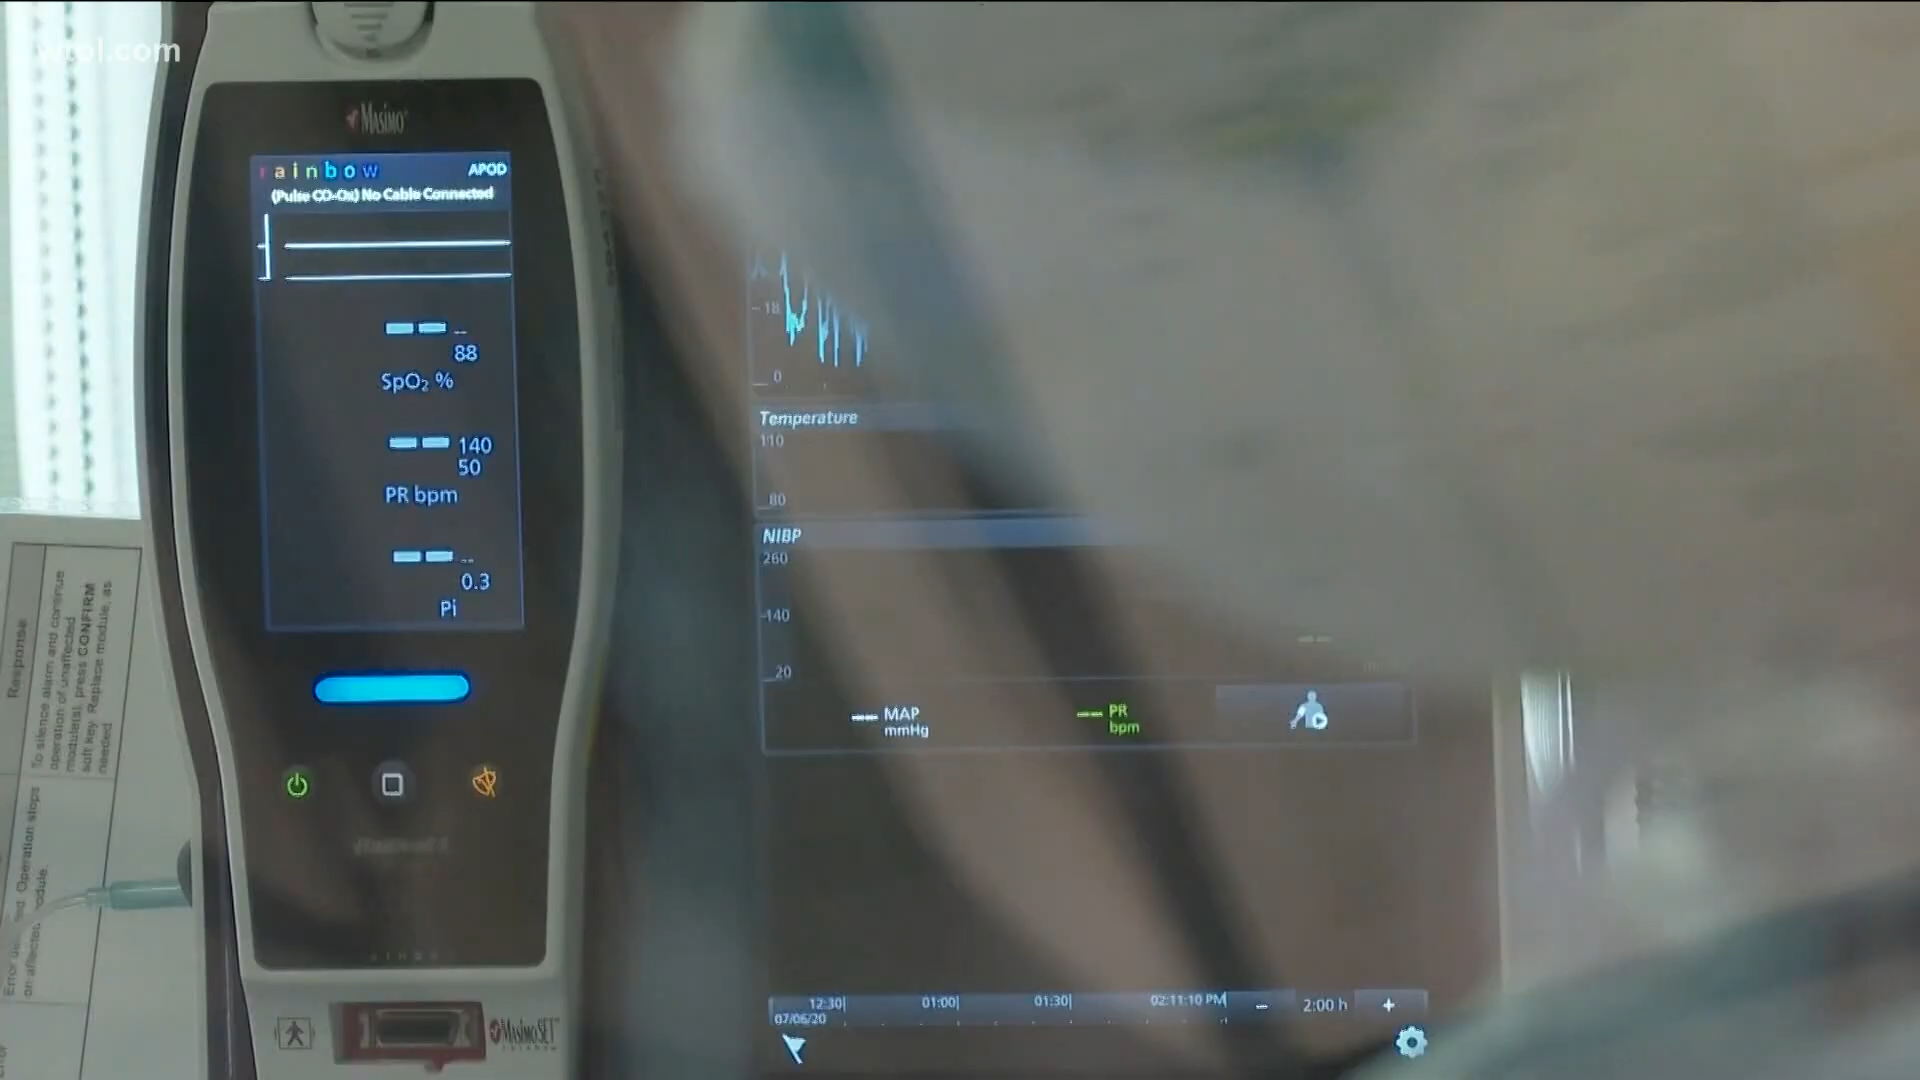 wtol.com
MASIMO
rainbow APOD
(Pulse CO-Ox) No Cable Connected
-- --
88
SpO₂ %
-- 140
50
PR bpm
-- --
0.3
Pi
MASIMOSET
Response
To silence alarm and continue
operation of unaffected
module(s), press CONFIRM
soft key. Replace module, as
needed
Operation stops
18
0
Temperature
110
80
NIBP
260
140
20
--- MAP
mmHg
--- PR
bpm
12:30 01:00 01:30 02:11:10 PM – 2:00 h +
07/06/20